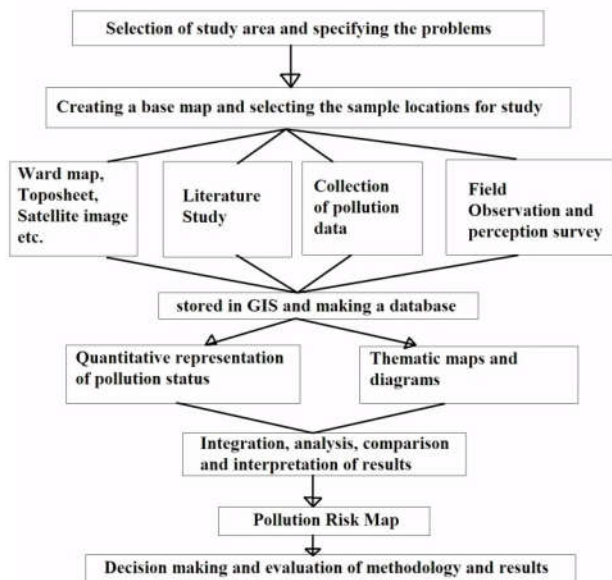 Selection of study area and specifying the problems
Creating a base map and selecting the sample locations for study
Ward map,
Toposheet,
Satellite image
etc.
Literature
Study
Collection
of pollution
data
Field
Observation and
perception survey
stored in GIS and making a database
Quantitative representation
of pollution status
Thematic maps and
diagrams
Integration, analysis, comparison
and interpretation of results
Pollution Risk Map
Decision making and evaluation of methodology and results